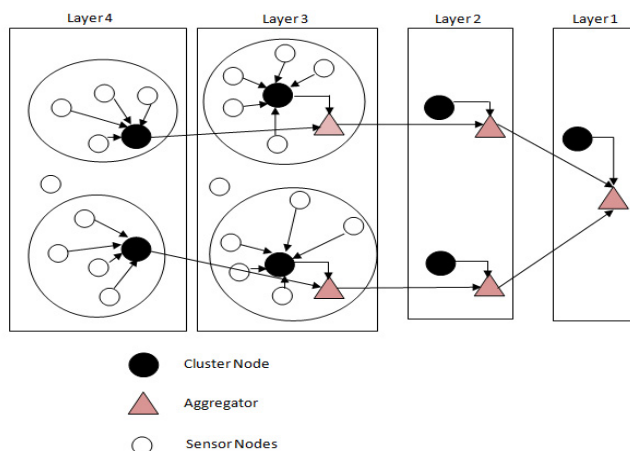 Layer 4
Layer 3
Layer 2
Layer 1
Cluster Node
Aggregator
Sensor Nodes